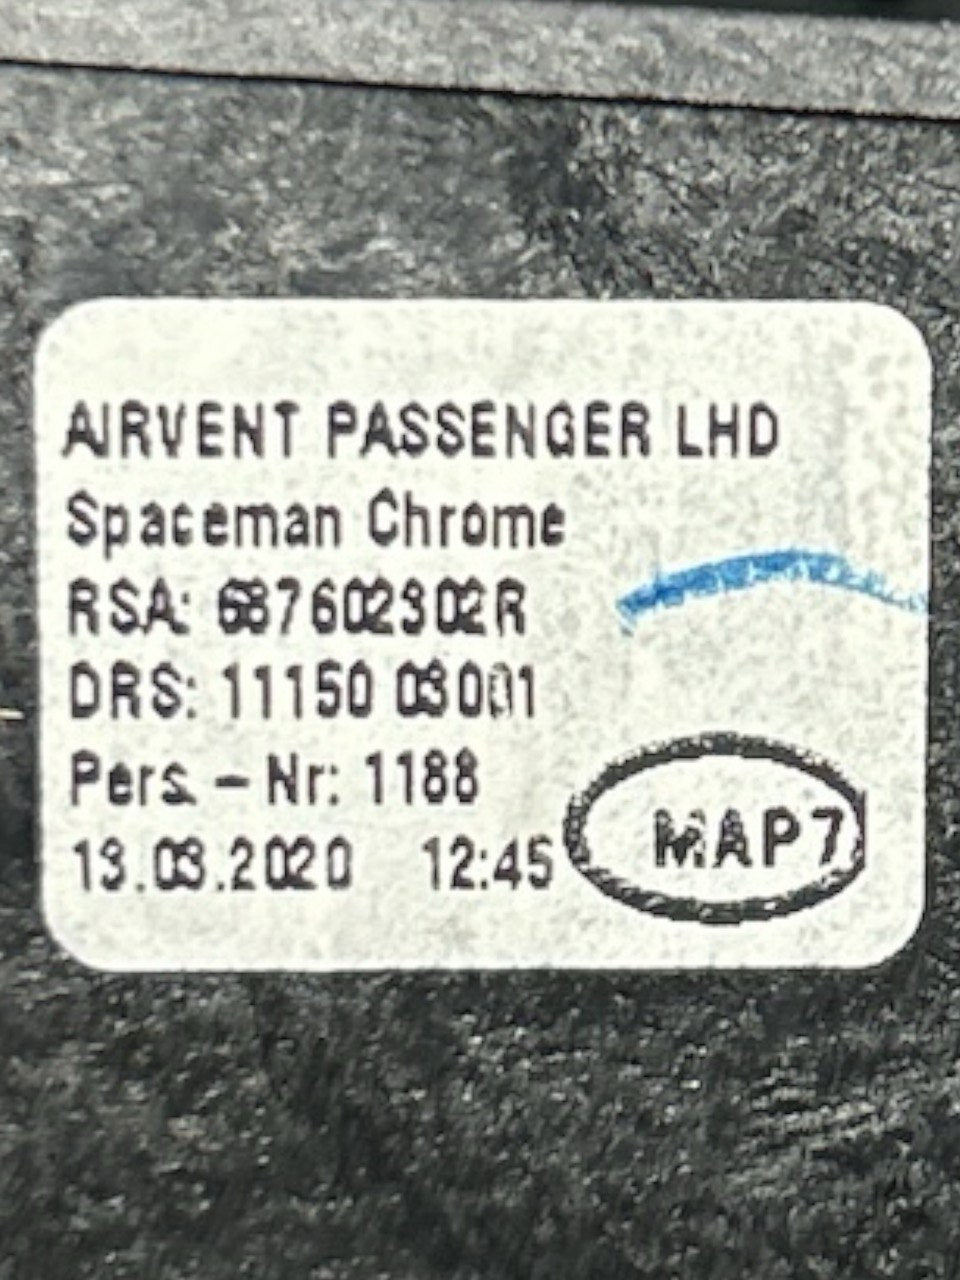 AIRVENT PASSENGER LHD
Spaceman Chrome
RSA: 687602302R
DRS: 11150 03001
Pers. – Nr: 1188
13.03.2020 12:45
MAP7